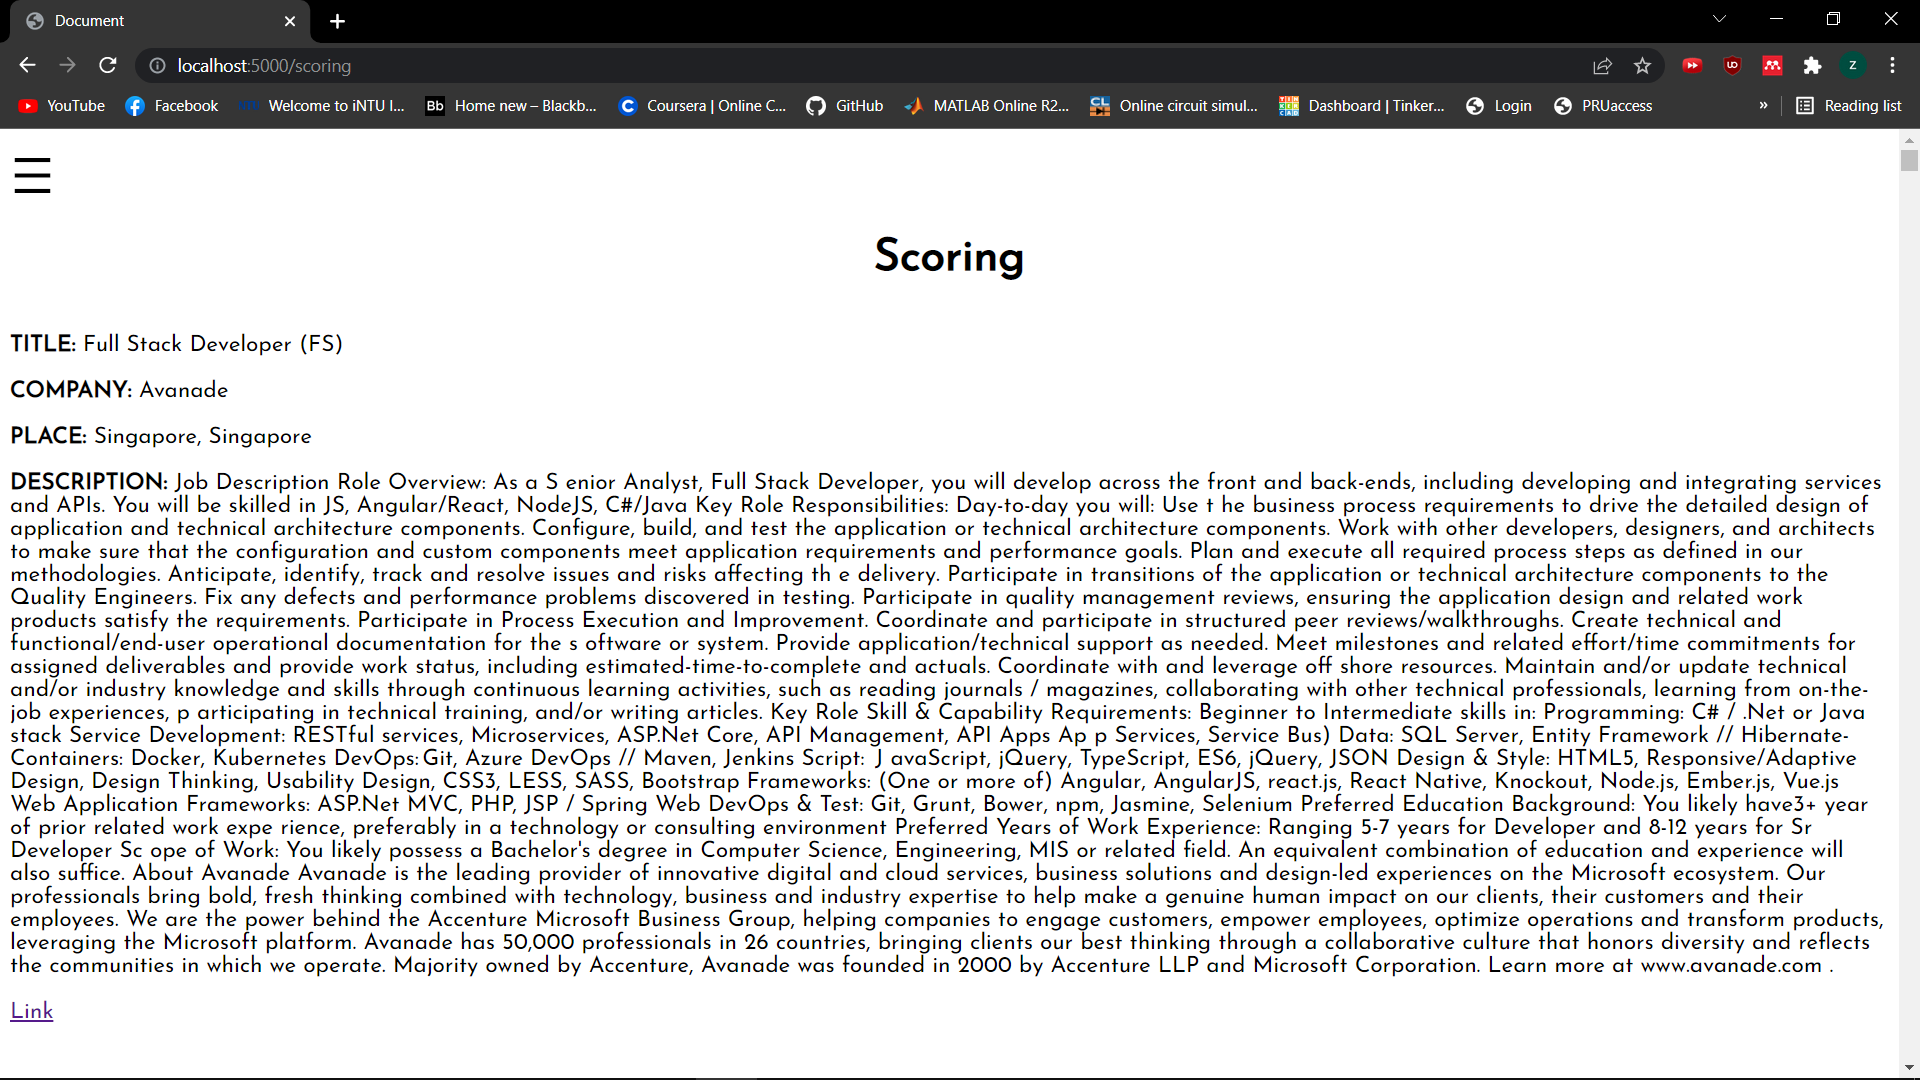 Document
localhost:5000/scoring
YouTube Facebook Welcome to iNTU I... Bb Home new – Blackb... Coursera | Online C... GitHub MATLAB Online R2... CL Online circuit simul... Dashboard | Tinker... Login PRUaccess » Reading list
Scoring
TITLE: Full Stack Developer (FS)
COMPANY: Avanade
PLACE: Singapore, Singapore
DESCRIPTION: Job Description Role Overview: As a S enior Analyst, Full Stack Developer, you will develop across the front and back-ends, including developing and integrating services
and APIs. You will be skilled in JS, Angular/React, NodeJS, C#/Java Key Role Responsibilities: Day-to-day you will: Use t he business process requirements to drive the detailed design of
application and technical architecture components. Configure, build, and test the application or technical architecture components. Work with other developers, designers, and architects
to make sure that the configuration and custom components meet application requirements and performance goals. Plan and execute all required process steps as defined in our
methodologies. Anticipate, identify, track and resolve issues and risks affecting th e delivery. Participate in transitions of the application or technical architecture components to the
Quality Engineers. Fix any defects and performance problems discovered in testing. Participate in quality management reviews, ensuring the application design and related work
products satisfy the requirements. Participate in Process Execution and Improvement. Coordinate and participate in structured peer reviews/walkthroughs. Create technical and
functional/end-user operational documentation for the s oftware or system. Provide application/technical support as needed. Meet milestones and related effort/time commitments for
assigned deliverables and provide work status, including estimated-time-to-complete and actuals. Coordinate with and leverage off shore resources. Maintain and/or update technical
and/or industry knowledge and skills through continuous learning activities, such as reading journals / magazines, collaborating with other technical professionals, learning from on-the-
job experiences, p articipating in technical training, and/or writing articles. Key Role Skill & Capability Requirements: Beginner to Intermediate skills in: Programming: C# / .Net or Java
stack Service Development: RESTful services, Microservices, ASP.Net Core, API Management, API Apps Ap p Services, Service Bus) Data: SQL Server, Entity Framework // Hibernate-
Containers: Docker, Kubernetes DevOps: Git, Azure DevOps // Maven, Jenkins Script: J avaScript, jQuery, TypeScript, ES6, jQuery, JSON Design & Style: HTML5, Responsive/Adaptive
Design, Design Thinking, Usability Design, CSS3, LESS, SASS, Bootstrap Frameworks: (One or more of) Angular, AngularJS, react.js, React Native, Knockout, Node.js, Ember.js, Vue.js
Web Application Frameworks: ASP.Net MVC, PHP, JSP / Spring Web DevOps & Test: Git, Grunt, Bower, npm, Jasmine, Selenium Preferred Education Background: You likely have3+ year
of prior related work expe rience, preferably in a technology or consulting environment Preferred Years of Work Experience: Ranging 5-7 years for Developer and 8-12 years for Sr
Developer Sc ope of Work: You likely possess a Bachelor's degree in Computer Science, Engineering, MIS or related field. An equivalent combination of education and experience will
also suffice. About Avanade Avanade is the leading provider of innovative digital and cloud services, business solutions and design-led experiences on the Microsoft ecosystem. Our
professionals bring bold, fresh thinking combined with technology, business and industry expertise to help make a genuine human impact on our clients, their customers and their
employees. We are the power behind the Accenture Microsoft Business Group, helping companies to engage customers, empower employees, optimize operations and transform products,
leveraging the Microsoft platform. Avanade has 50,000 professionals in 26 countries, bringing clients our best thinking through a collaborative culture that honors diversity and reflects
the communities in which we operate. Majority owned by Accenture, Avanade was founded in 2000 by Accenture LLP and Microsoft Corporation. Learn more at www.avanade.com .
Link